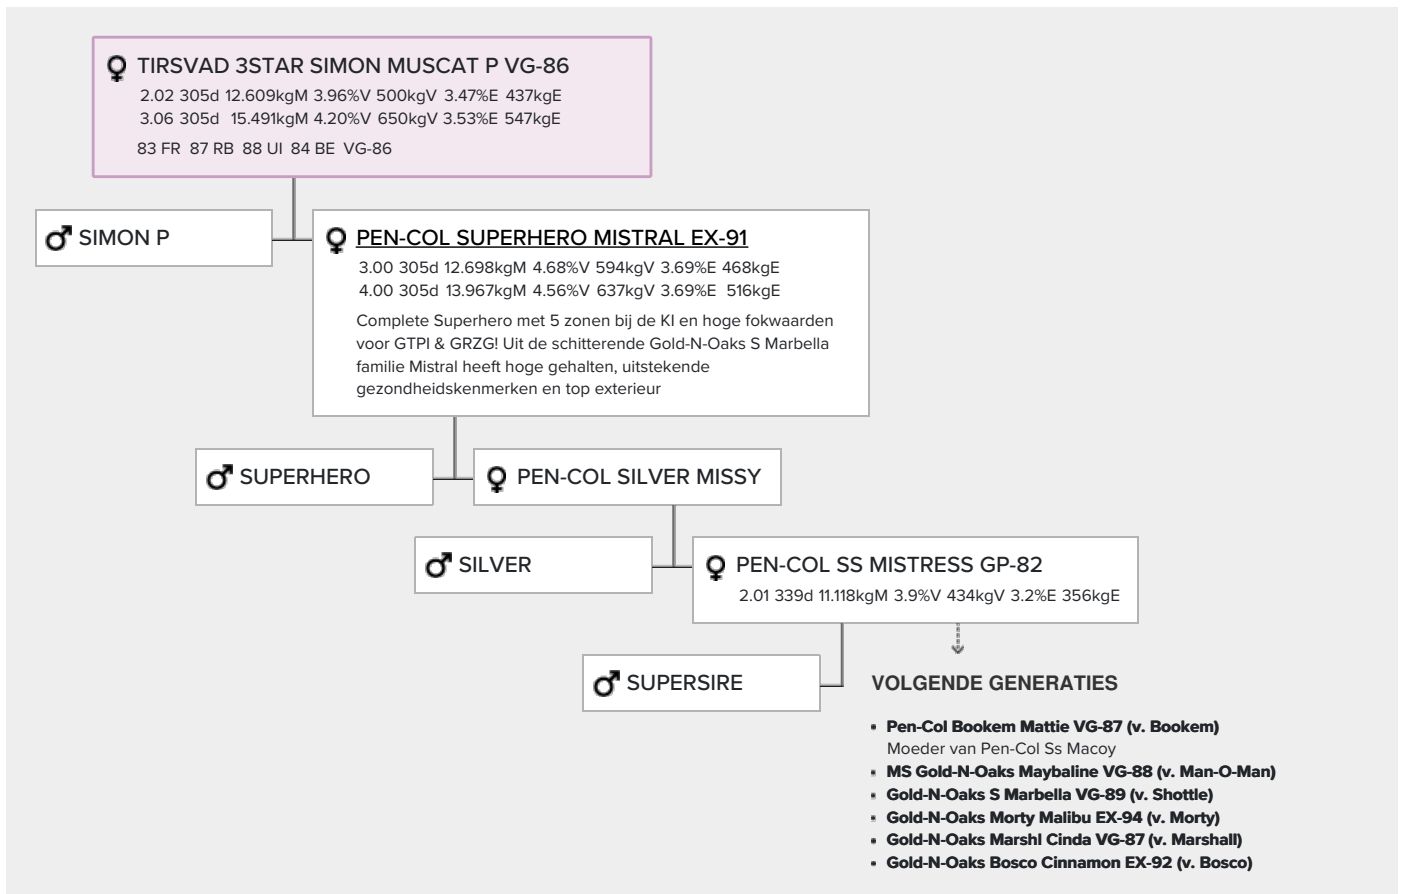 TIRSVAD 3STAR SIMON MUSCAT P VG-86
2.02 305d 12.609kgM 3.96%V 500kgV 3.47%E 437kgE
3.06 305d 15.491kgM 4.20%V 650kgV 3.53%E 547kgE
83 FR 87 RB 88 UI 84 BE VG-86
SIMON P
PEN-COL SUPERHERO MISTRAL EX-91
3.00 305d 12.698kgM 4.68%V 594kgV 3.69%E 468kgE
4.00 305d 13.967kgM 4.56%V 637kgV 3.69%E 516kgE
Complete Superhero met 5 zonen bij de KI en hoge fokwaarden
voor GTPI & GRZG! Uit de schitterende Gold-N-Oaks S Marbella
familie Mistral heeft hoge gehalten, uitstekende
gezondheidskenmerken en top exterieur
SUPERHERO
PEN-COL SILVER MISSY
SILVER
PEN-COL SS MISTRESS GP-82
2.01 339d 11.118kgM 3.9%V 434kgV 3.2%E 356kgE
SUPERSIRE
VOLGENDE GENERATIES
▪ Pen-Col Bookem Mattie VG-87 (v. Bookem)
Moeder van Pen-Col Ss Macoy
▪ MS Gold-N-Oaks Maybaline VG-88 (v. Man-O-Man)
▪ Gold-N-Oaks S Marbella VG-89 (v. Shottle)
▪ Gold-N-Oaks Morty Malibu EX-94 (v. Morty)
▪ Gold-N-Oaks Marshl Cinda VG-87 (v. Marshall)
▪ Gold-N-Oaks Bosco Cinnamon EX-92 (v. Bosco)